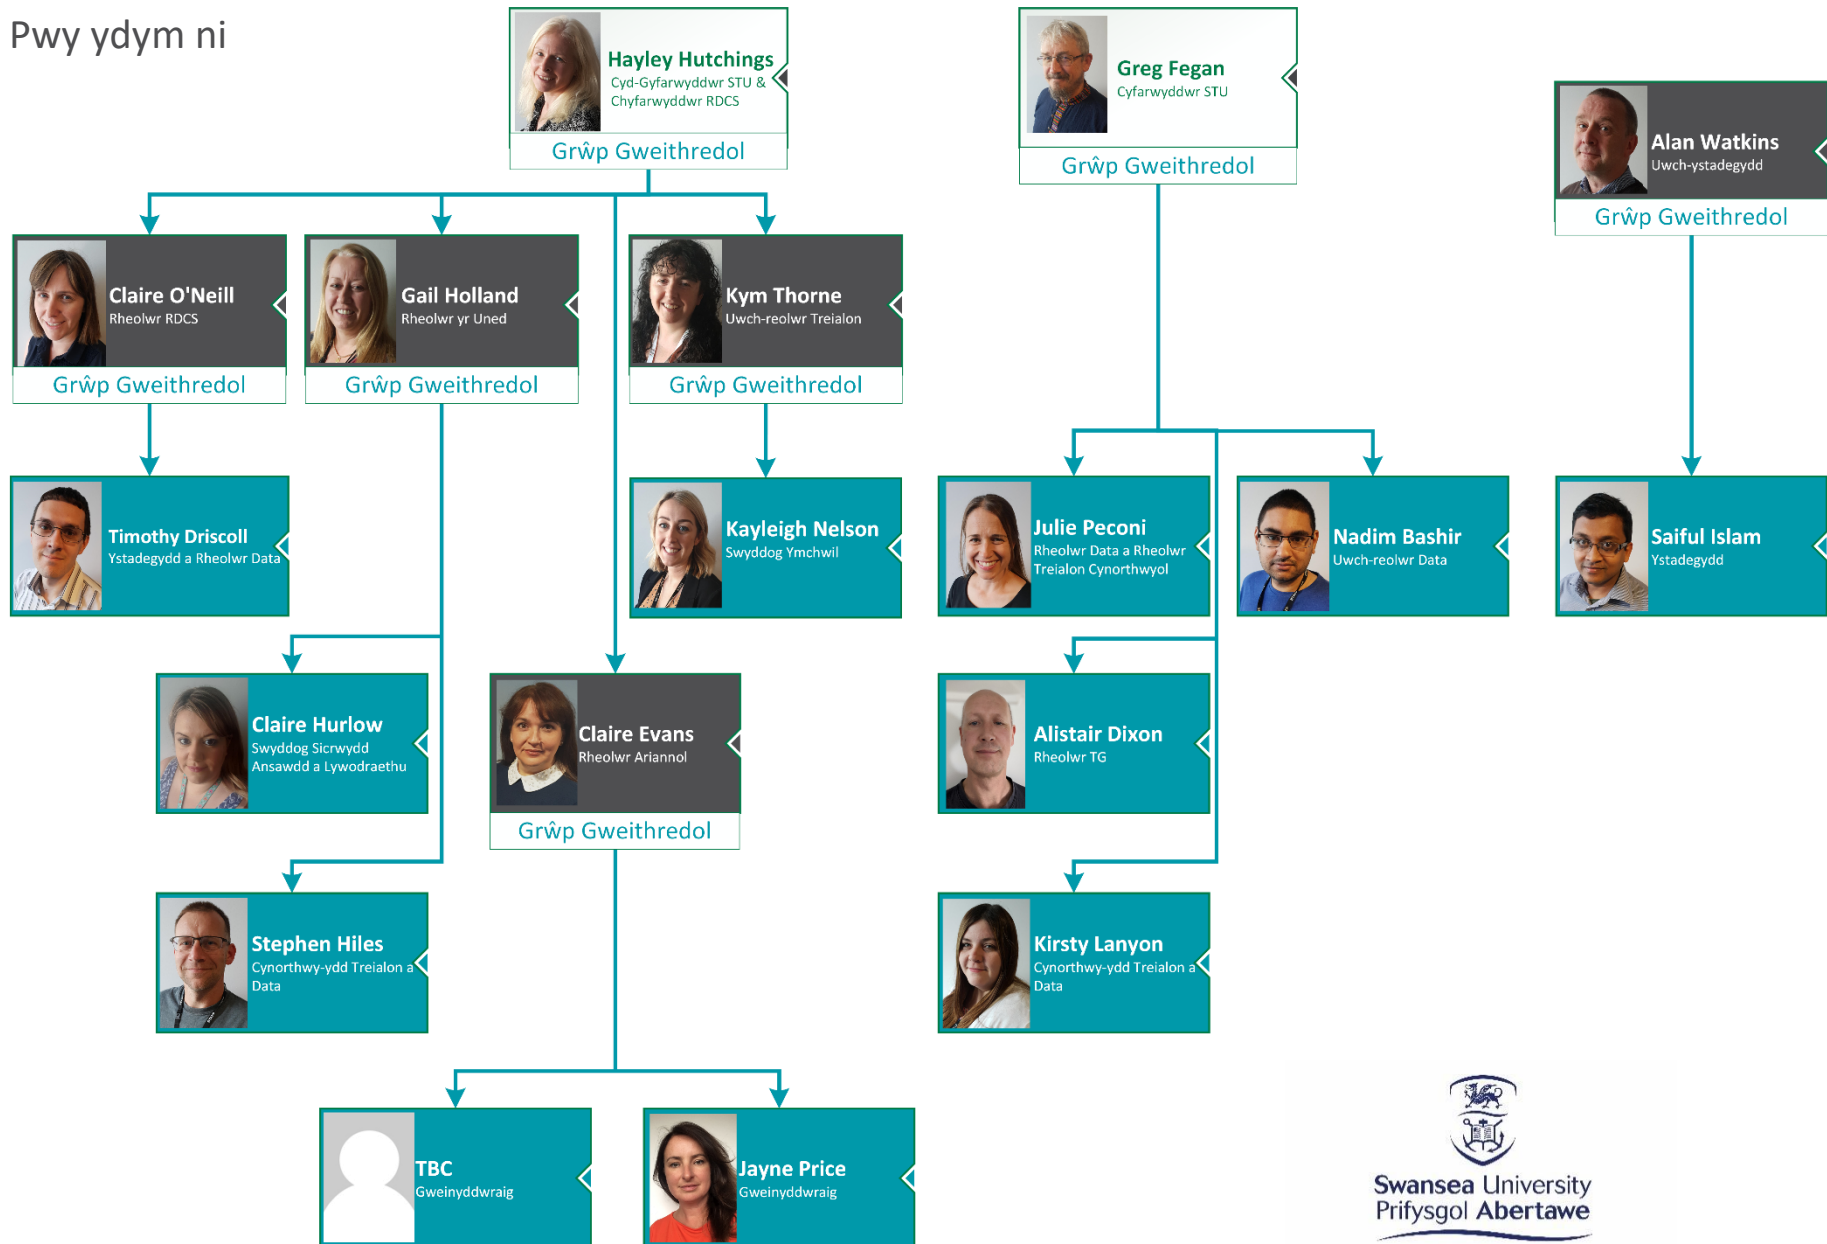 Pwy ydym ni
Hayley Hutchings
Cyd-Gyfarwyddwr STU &
Chyfarwyddwr RDCS
Grŵp Gweithredol
Greg Fegan
Cyfarwyddwr STU
Grŵp Gweithredol
Alan Watkins
Uwch-ystadegydd
Grŵp Gweithredol
Claire O'Neill
Rheolwr RDCS
Grŵp Gweithredol
Gail Holland
Rheolwr yr Uned
Grŵp Gweithredol
Kym Thorne
Uwch-reolwr Treialon
Grŵp Gweithredol
Timothy Driscoll
Ystadegydd a Rheolwr Data
Kayleigh Nelson
Swyddog Ymchwil
Julie Peconi
Rheolwr Data a Rheolwr
Treialon Cynorthwyol
Nadim Bashir
Uwch-reolwr Data
Saiful Islam
Ystadegydd
Claire Hurlow
Swyddog Sicrwydd
Ansawdd a Lywodraethu
Claire Evans
Rheolwr Ariannol
Grŵp Gweithredol
Alistair Dixon
Rheolwr TG
Stephen Hiles
Cynorthwy-ydd Treialon a
Data
Kirsty Lanyon
Cynorthwy-ydd Treialon a
Data
TBC
Gweinyddwraig
Jayne Price
Gweinyddwraig
Swansea University
Prifysgol Abertawe